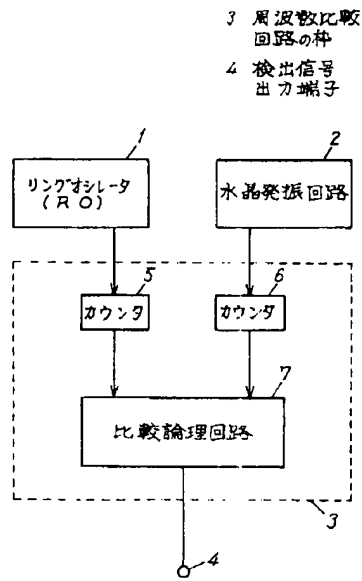 3 周波数比較
回路の枠
4 検出信号
出力端子
1
2
リングオシレータ
(RO)
水晶発振回路
5
6
カウンタ
カウンタ
7
比較論理回路
3
4